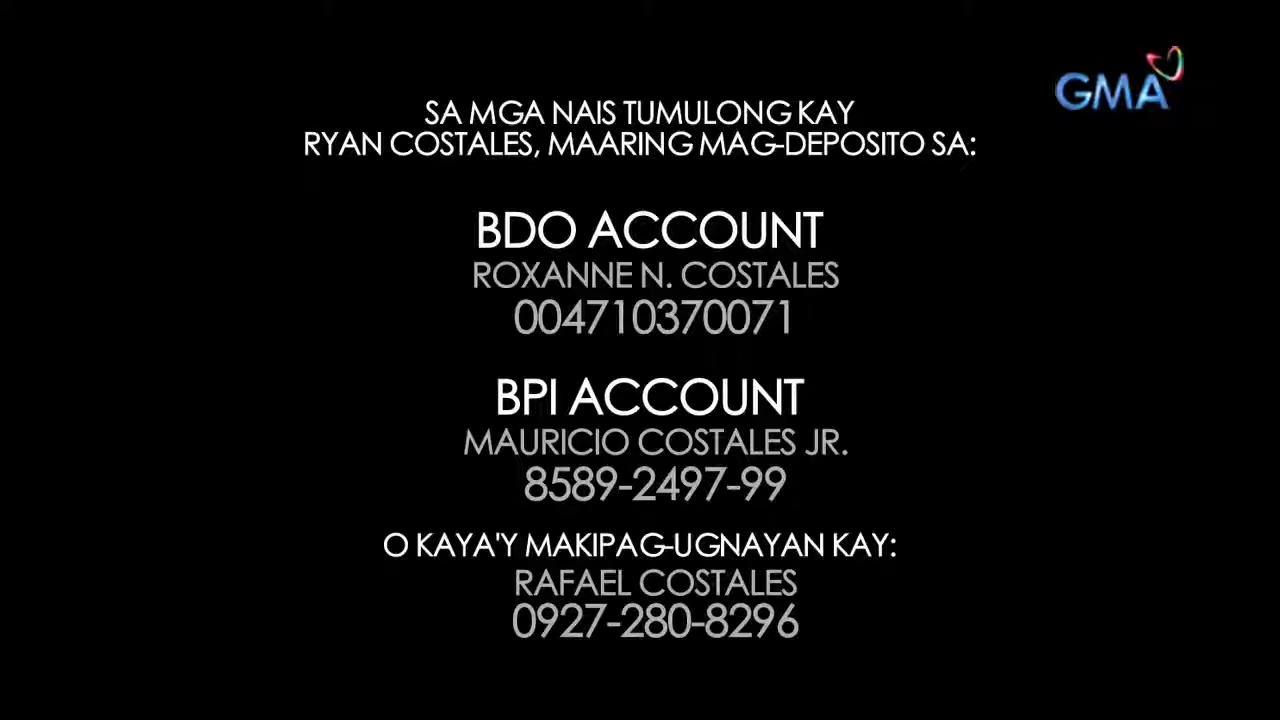 GMA
SA MGA NAIS TUMULONG KAY
RYAN COSTALES, MAARING MAG-DEPOSITO SA:
BDO ACCOUNT
ROXANNE N. COSTALES
004710370071
BPI ACCOUNT
MAURICIO COSTALES JR.
8589-2497-99
O KAYA'Y MAKIPAG-UGNAYAN KAY:
RAFAEL COSTALES
0927-280-8296